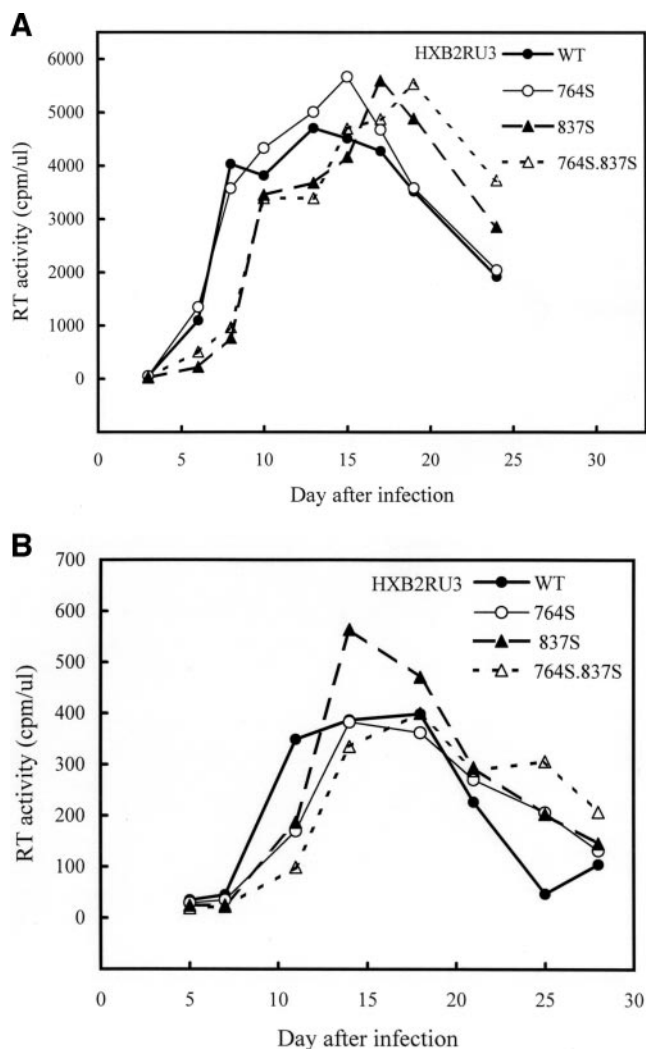 A
HXB2RU3
WT
764S
837S
764S.837S
RT activity (cpm/ul)
6000
5000
4000
3000
2000
1000
0
0 5 10 15 20 25 30
Day after infection
B
HXB2RU3
WT
764S
837S
764S.837S
RT activity (cpm/ul)
700
600
500
400
300
200
100
0
0 5 10 15 20 25 30
Day after infection